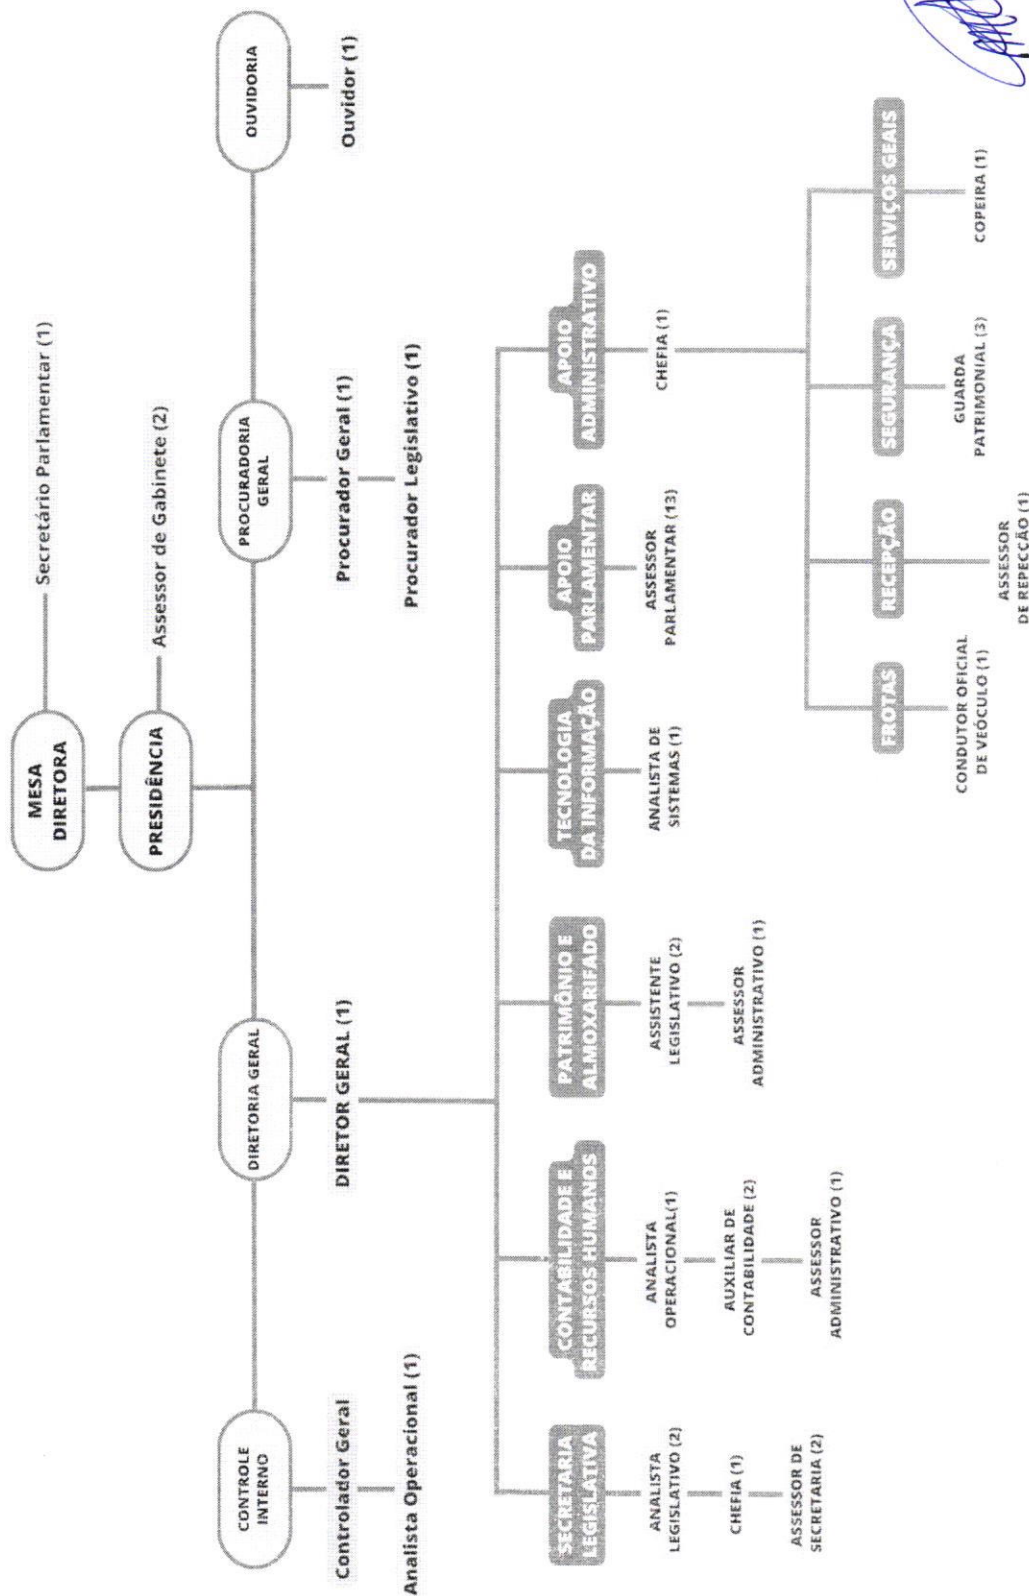 MESA
DIRETORA
Secretário Parlamentar (1)
PRESIDÊNCIA
Assessor de Gabinete (2)
CONTROLE
INTERNO
Controlador Geral
Analista Operacional (1)
DIRETORIA GERAL
DIRETOR GERAL (1)
PROCURADORIA
GERAL
Procurador Geral (1)
Procurador Legislativo (1)
OUVIDORIA
Ouvidor (1)
SECRETARIA
LEGISLATIVA
ANALISTA
LEGISLATIVO (2)
CHEFIA (1)
ASSESSOR DE
SECRETARIA (2)
CONTABILIDADE E
RECURSOS HUMANOS
ANALISTA
OPERACIONAL(1)
AUXILIAR DE
CONTABILIDADE (2)
ASSESSOR
ADMINISTRATIVO (1)
PATRIMÔNIO E
ALMOXARIFADO
ASSISTENTE
LEGISLATIVO (2)
ASSESSOR
ADMINISTRATIVO (1)
TECNOLOGIA
DA INFORMAÇÃO
ANALISTA DE
SISTEMAS (1)
APOIO
PARLAMENTAR
ASSESSOR
PARLAMENTAR (13)
APOIO
ADMINISTRATIVO
CHEFIA (1)
FROTAS
CONDUTOR OFICIAL
DE VEÓCULO (1)
RECEPÇÃO
ASSESSOR
DE REPECÇÃO (1)
SEGURANÇA
GUARDA
PATRIMONIAL (3)
SERVIÇOS GEAIS
COPEIRA (1)